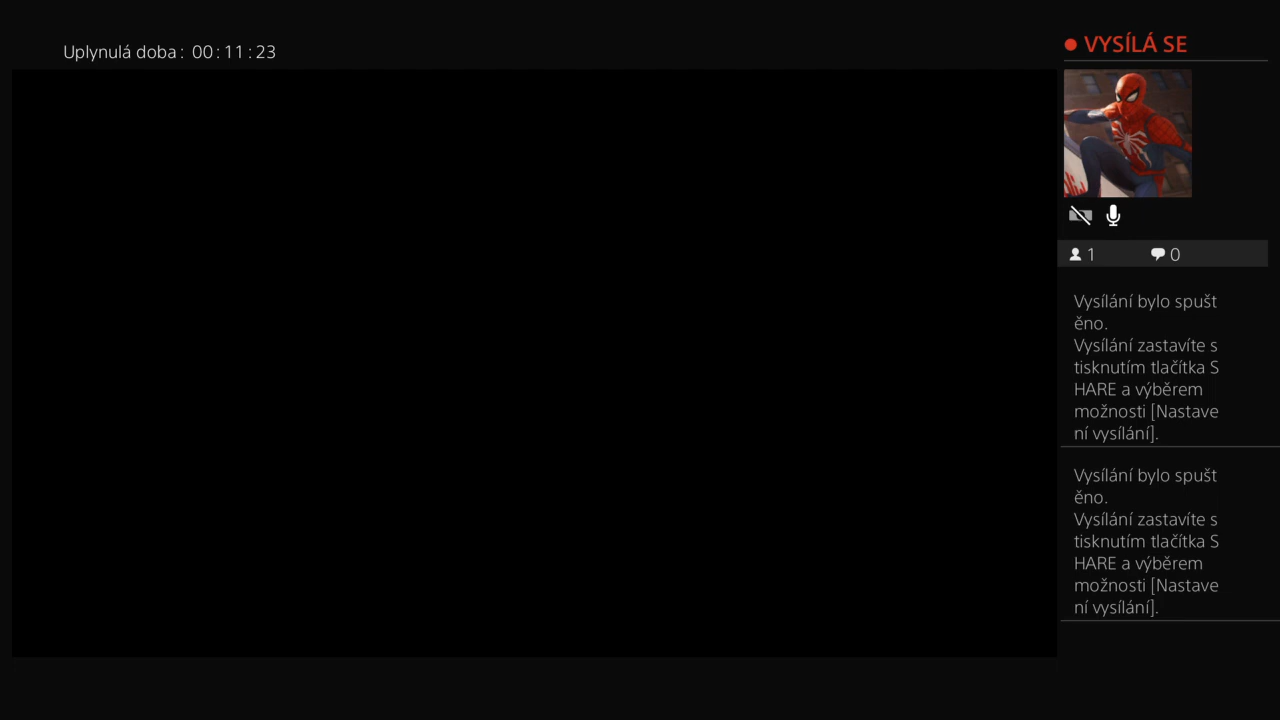 Uplynulá doba: 00:11:23
VYSÍLÁ SE
1 0
Vysílání bylo spušt
ěno.
Vysílání zastavíte s
tisknutím tlačítka S
HARE a výběrem
možnosti [Nastave
ní vysílání].
Vysílání bylo spušt
ěno.
Vysílání zastavíte s
tisknutím tlačítka S
HARE a výběrem
možnosti [Nastave
ní vysílání].